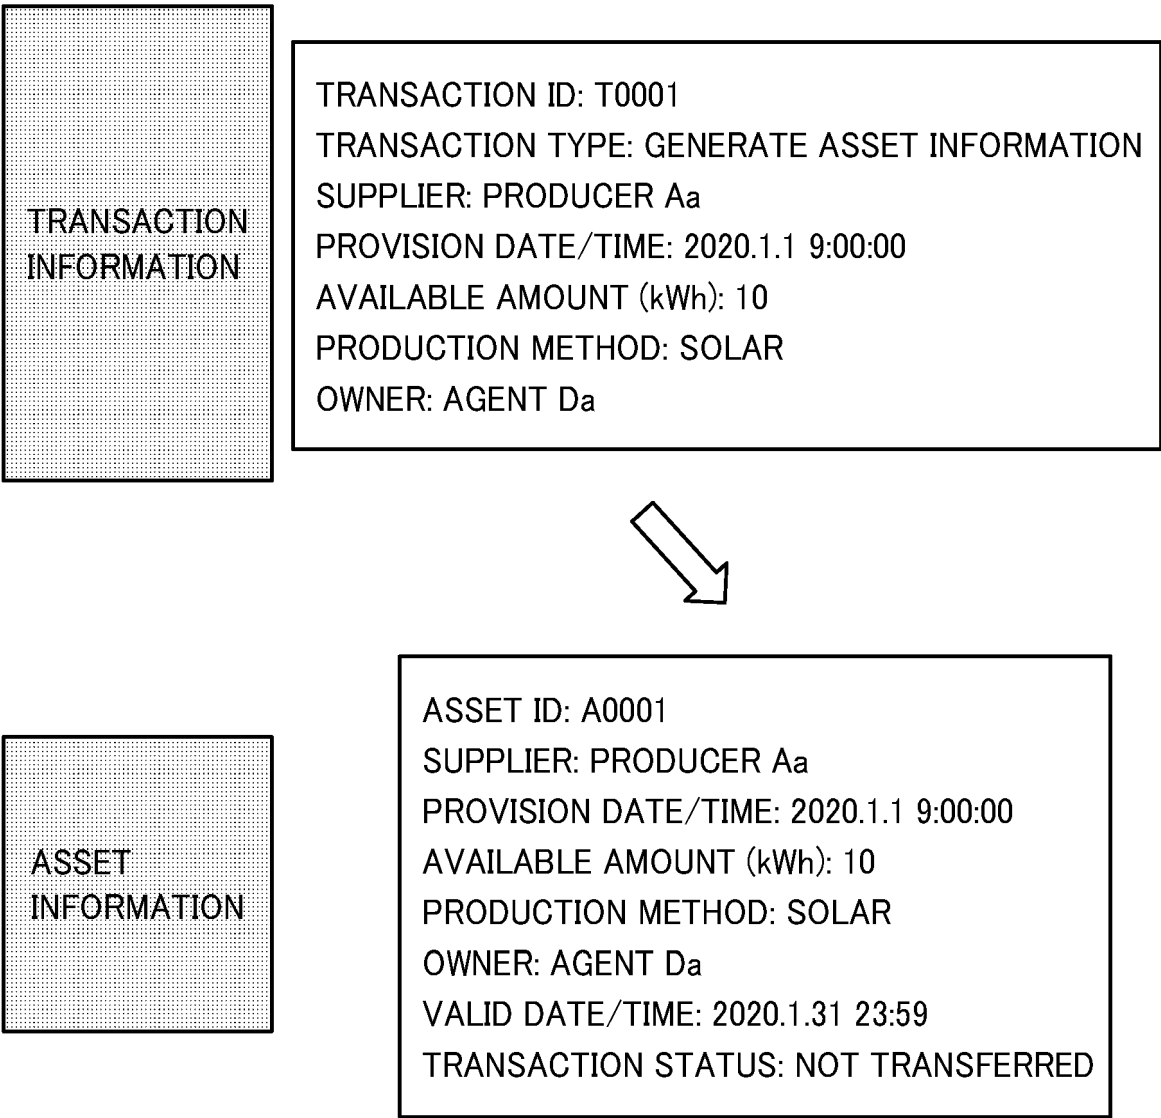 TRANSACTION
INFORMATION
TRANSACTION ID: T0001
TRANSACTION TYPE: GENERATE ASSET INFORMATION
SUPPLIER: PRODUCER Aa
PROVISION DATE/TIME: 2020.1.1 9:00:00
AVAILABLE AMOUNT (kWh): 10
PRODUCTION METHOD: SOLAR
OWNER: AGENT Da
ASSET
INFORMATION
ASSET ID: A0001
SUPPLIER: PRODUCER Aa
PROVISION DATE/TIME: 2020.1.1 9:00:00
AVAILABLE AMOUNT (kWh): 10
PRODUCTION METHOD: SOLAR
OWNER: AGENT Da
VALID DATE/TIME: 2020.1.31 23:59
TRANSACTION STATUS: NOT TRANSFERRED